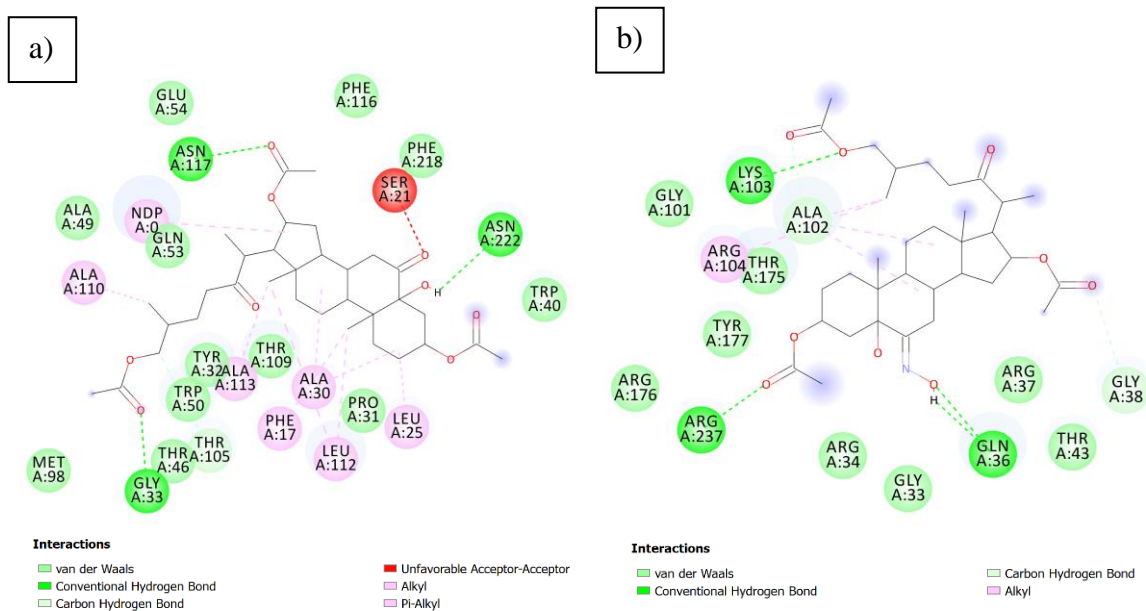 a)
GLU
A:54
PHE
A:116
ASN
A:117
O
PHE
A:218
SER
A:21
O
ALA
A:49
NDP
A:0
GLN
A:53
ASN
A:222
O
OH
H
TRP
A:40
ALA
A:110
O
O
O
TYR
A:32
ALA
A:113
THR
A:109
ALA
A:30
TRP
A:50
PRO
A:31
O
O
PHE
A:17
LEU
A:25
THR
A:46
THR
A:105
LEU
A:112
MET
A:98
GLY
A:33
Interactions
van der Waals
Conventional Hydrogen Bond
Carbon Hydrogen Bond
Unfavorable Acceptor-Acceptor
Alkyl
Pi-Alkyl
b)
O
O
O
LYS
A:103
GLY
A:101
ALA
A:102
ARG
A:104
THR
A:175
O
O
TYR
A:177
O
OH
N
O
H
ARG
A:37
GLY
A:38
ARG
A:176
O
ARG
A:237
ARG
A:34
GLN
A:36
THR
A:43
GLY
A:33
Interactions
van der Waals
Conventional Hydrogen Bond
Carbon Hydrogen Bond
Alkyl